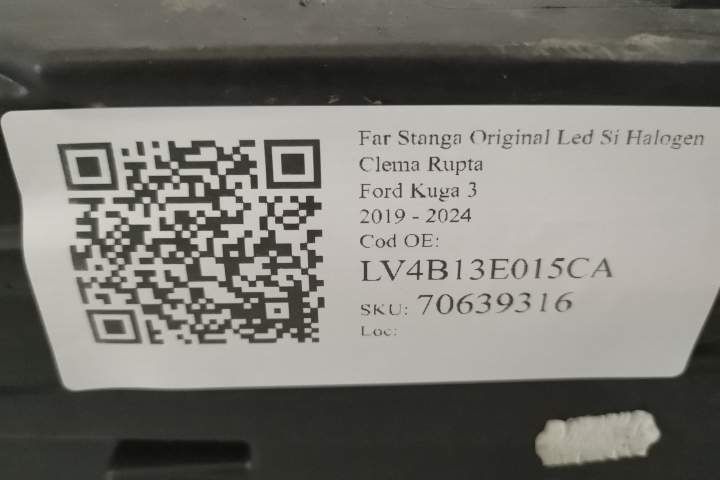 Far Stanga Original Led Si Halogen
Clema Rupta
Ford Kuga 3
2019 - 2024
Cod OE:
LV4B13E015CA
SKU: 70639316
Loc: